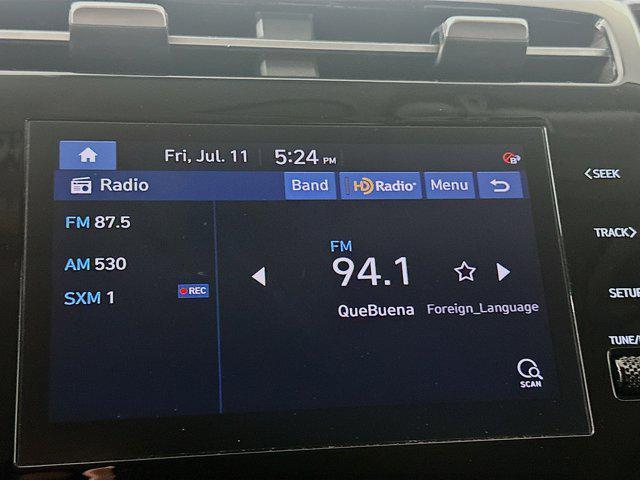 Fri, Jul. 11 5:24 PM
Radio Band HD Radio Menu
FM 87.5
AM 530
SXM 1 REC
FM
94.1
QueBuena Foreign_Language
SCAN
SEEK
TRACK
SETUP
TUNE/